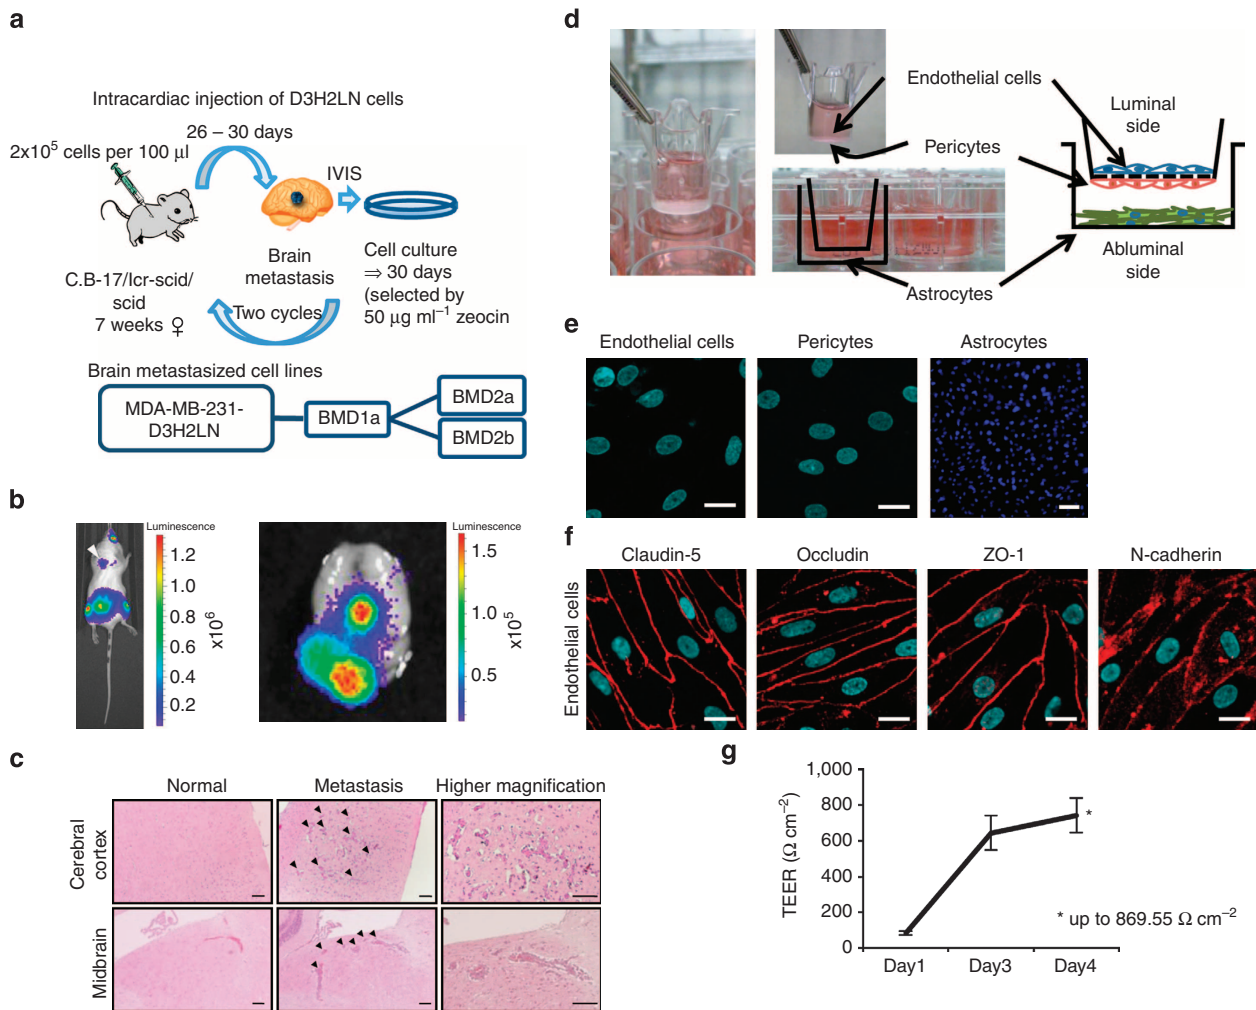 a
Intracardiac injection of D3H2LN cells
26 – 30 days
2x10⁵ cells per 100 µl
IVIS
Brain
metastasis
Cell culture
⇒ 30 days
(selected by
50 µg ml⁻¹ zeocin
C.B-17/Icr-scid/
scid
7 weeks ♀
Two cycles
Brain metastasized cell lines
MDA-MB-231-
D3H2LN
BMD1a
BMD2a
BMD2b
b
Luminescence
1.2
1.0
0.8
0.6
0.4
0.2
x10⁶
Luminescence
1.5
1.0
0.5
x10⁵
c
Normal
Metastasis
Higher magnification
Cerebral
cortex
Midbrain
d
Endothelial cells
Pericytes
Astrocytes
Luminal
side
Abluminal
side
e
Endothelial cells
Pericytes
Astrocytes
f
Claudin-5
Occludin
ZO-1
N-cadherin
Endothelial cells
g
TEER (Ω cm⁻²)
1,000
800
600
400
200
0
Day1
Day3
Day4
*
* up to 869.55 Ω cm⁻²